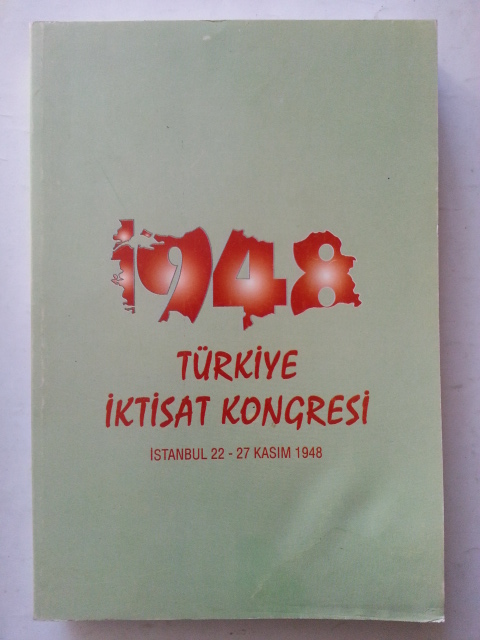 1948
TÜRKİYE
İKTİSAT KONGRESİ
İSTANBUL 22 - 27 KASIM 1948